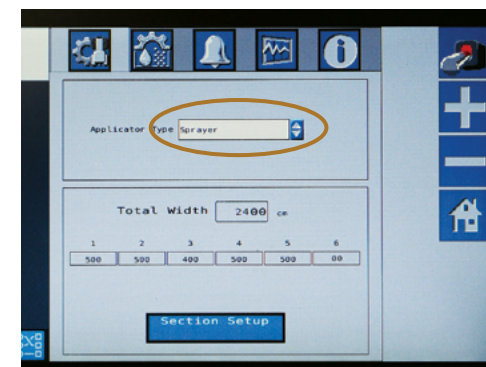 Applicator Type Sprayer
Total Width 2400 cm
1 2 3 4 5 6
500 500 400 500 500 00
Section Setup